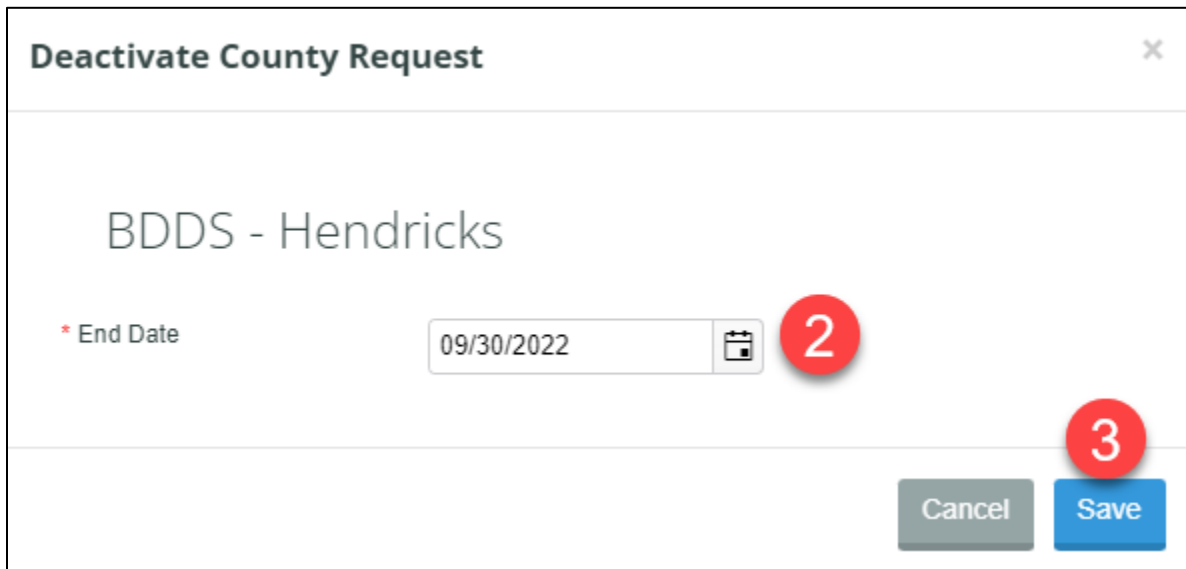 Deactivate County Request ×
BDDS - Hendricks
* End Date 09/30/2022 2
3
Cancel Save